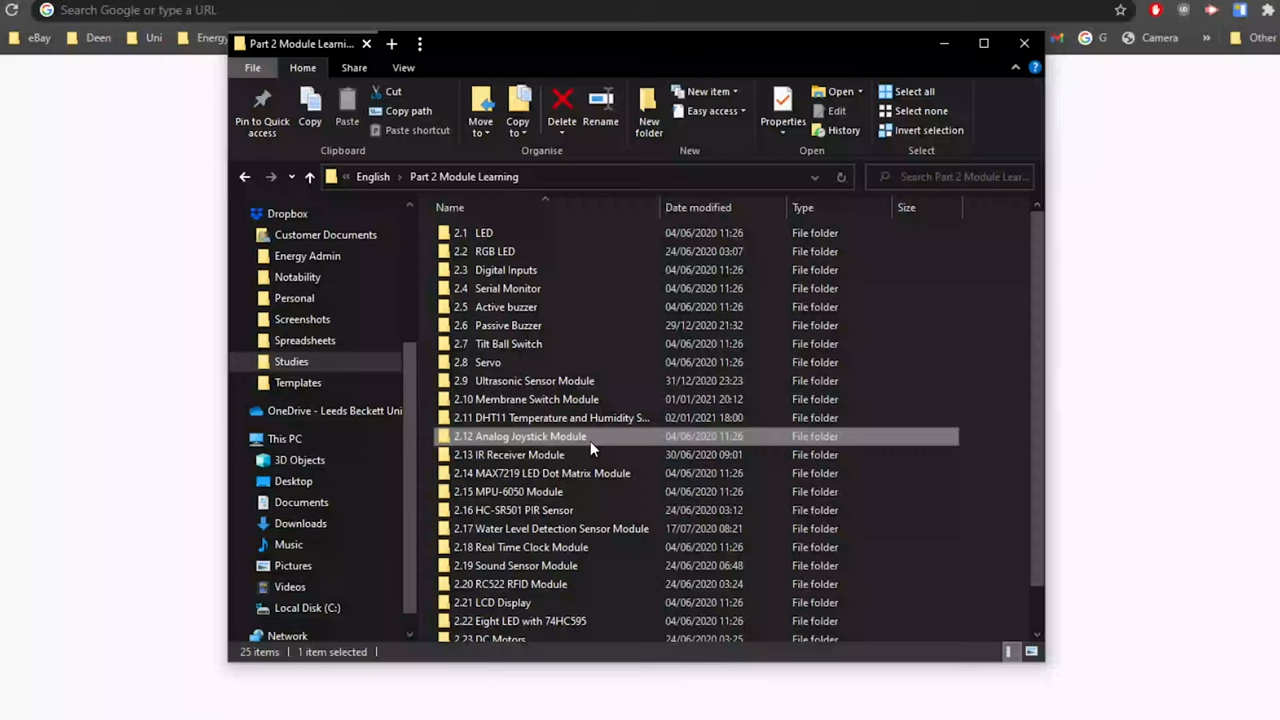 Search Google or type a URL
eBay
Deen
Uni
Energy
G
Camera
»
Other
Part 2 Module Learni...
File
Home
Share
View
Pin to Quick access
Copy
Paste
Cut
Copy path
Paste shortcut
Clipboard
Move to
Copy to
Delete
Rename
Organise
New folder
New item
Easy access
New
Properties
Open
Edit
History
Open
Select all
Select none
Invert selection
Select
« English › Part 2 Module Learning
Search Part 2 Module Lear...
Dropbox
Customer Documents
Energy Admin
Notability
Personal
Screenshots
Spreadsheets
Studies
Templates
OneDrive - Leeds Beckett Uni
This PC
3D Objects
Desktop
Documents
Downloads
Music
Pictures
Videos
Local Disk (C:)
Network
Name Date modified Type Size
2.1 LED 04/06/2020 11:26 File folder
2.2 RGB LED 24/06/2020 03:07 File folder
2.3 Digital Inputs 04/06/2020 11:26 File folder
2.4 Serial Monitor 04/06/2020 11:26 File folder
2.5 Active buzzer 04/06/2020 11:26 File folder
2.6 Passive Buzzer 29/12/2020 21:32 File folder
2.7 Tilt Ball Switch 04/06/2020 11:26 File folder
2.8 Servo 04/06/2020 11:26 File folder
2.9 Ultrasonic Sensor Module 31/12/2020 23:23 File folder
2.10 Membrane Switch Module 01/01/2021 20:12 File folder
2.11 DHT11 Temperature and Humidity S... 02/01/2021 18:00 File folder
2.12 Analog Joystick Module 04/06/2020 11:26 File folder
2.13 IR Receiver Module 30/06/2020 09:01 File folder
2.14 MAX7219 LED Dot Matrix Module 04/06/2020 11:26 File folder
2.15 MPU-6050 Module 04/06/2020 11:26 File folder
2.16 HC-SR501 PIR Sensor 24/06/2020 03:12 File folder
2.17 Water Level Detection Sensor Module 17/07/2020 08:21 File folder
2.18 Real Time Clock Module 04/06/2020 11:26 File folder
2.19 Sound Sensor Module 24/06/2020 06:48 File folder
2.20 RC522 RFID Module 24/06/2020 03:24 File folder
2.21 LCD Display 04/06/2020 11:26 File folder
2.22 Eight LED with 74HC595 04/06/2020 11:26 File folder
2.23 DC Motors 24/06/2020 03:25 File folder
25 items 1 item selected